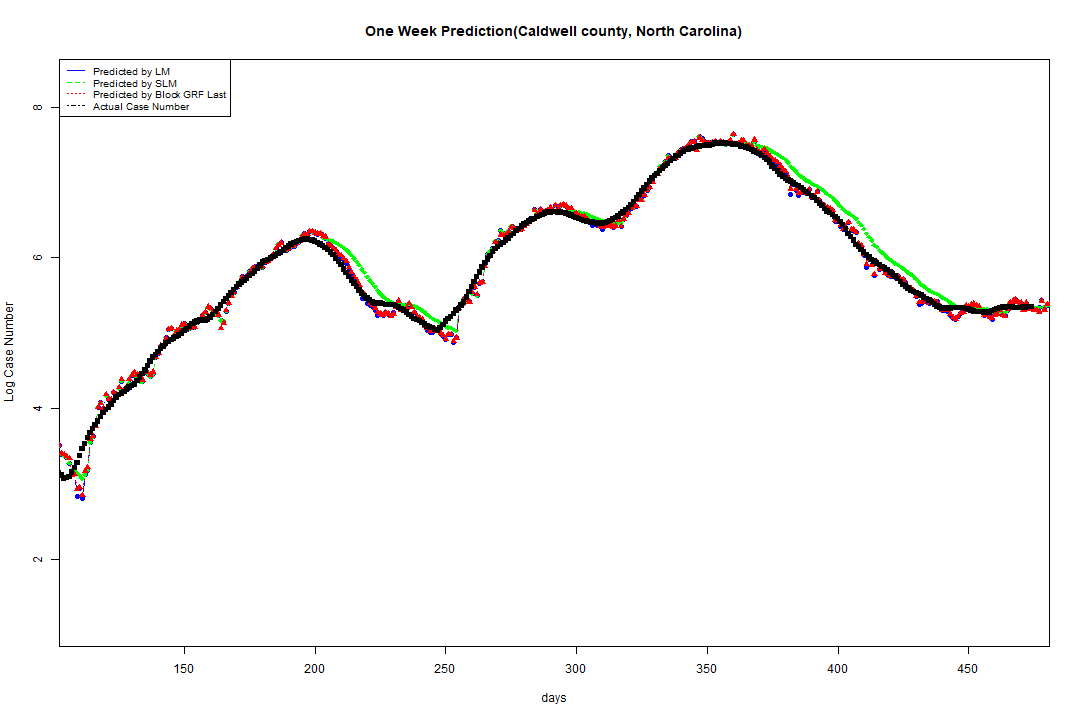 One Week Prediction(Caldwell county, North Carolina)
Predicted by LM
Predicted by SLM
Predicted by Block GRF Last
Actual Case Number
8
6
4
2
Log Case Number
150 200 250 300 350 400 450
days